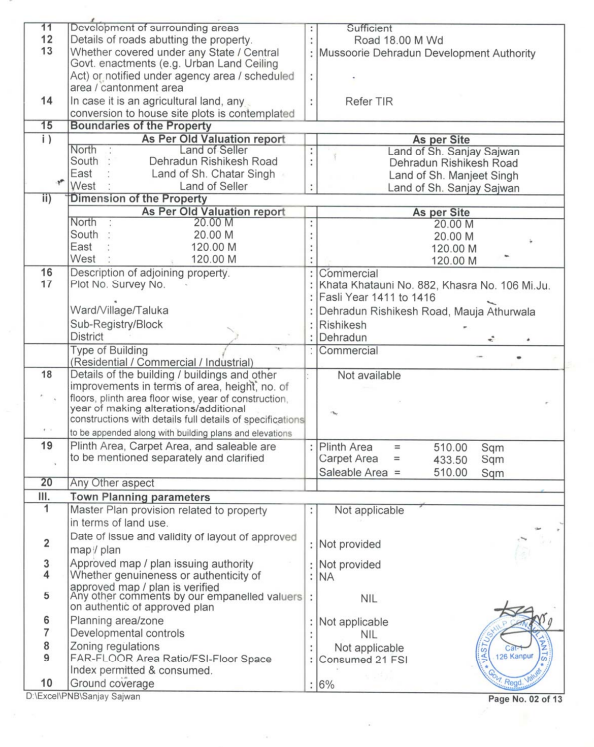 11 Development of surrounding areas : Sufficient
12 Details of roads abutting the property. : Road 18.00 M Wd
13 Whether covered under any State / Central : Mussoorie Dehradun Development Authority
Govt. enactments (e.g. Urban Land Ceiling
Act) or notified under agency area / scheduled : -
area / cantonment area
14 In case it is an agricultural land, any : Refer TIR
conversion to house site plots is contemplated
15 Boundaries of the Property
i ) As Per Old Valuation report As per Site
North : Land of Seller : Land of Sh. Sanjay Sajwan
South : Dehradun Rishikesh Road Dehradun Rishikesh Road
East : Land of Sh. Chatar Singh Land of Sh. Manjeet Singh
West : Land of Seller : Land of Sh. Sanjay Sajwan
ii) Dimension of the Property
As Per Old Valuation report As per Site
North : 20.00 M : 20.00 M
South : 20.00 M : 20.00 M
East : 120.00 M : 120.00 M
West : 120.00 M : 120.00 M
16 Description of adjoining property. : Commercial
17 Plot No. Survey No. : Khata Khatauni No. 882, Khasra No. 106 Mi.Ju.
: Fasli Year 1411 to 1416
Ward/Village/Taluka : Dehradun Rishikesh Road, Mauja Athurwala
Sub-Registry/Block : Rishikesh
District : Dehradun
Type of Building : Commercial
(Residential / Commercial / Industrial)
18 Details of the building / buildings and other : Not available
improvements in terms of area, height, no. of
floors, plinth area floor wise, year of construction,
year of making alterations/additional
constructions with details full details of specifications
to be appended along with building plans and elevations
19 Plinth Area, Carpet Area, and saleable are : Plinth Area = 510.00 Sqm
to be mentioned separately and clarified Carpet Area = 433.50 Sqm
Saleable Area = 510.00 Sqm
20 Any Other aspect
III. Town Planning parameters
1 Master Plan provision related to property : Not applicable
in terms of land use.
2 Date of issue and validity of layout of approved : Not provided
map / plan
3 Approved map / plan issuing authority : Not provided
4 Whether genuineness or authenticity of : NA
approved map / plan is verified
5 Any other comments by our empanelled valuers : NIL
on authentic of approved plan
6 Planning area/zone : Not applicable
7 Developmental controls : NIL
8 Zoning regulations : Not applicable
9 FAR-FLOOR Area Ratio/FSI-Floor Space : Consumed 21 FSI
Index permitted & consumed.
10 Ground coverage : 6%
VASTUSHILP CONSULTANTS
Cat-1
126 Kanpur
Govt. Regd. Valuer
D:\Excel\PNB\Sanjay Sajwan Page No. 02 of 13